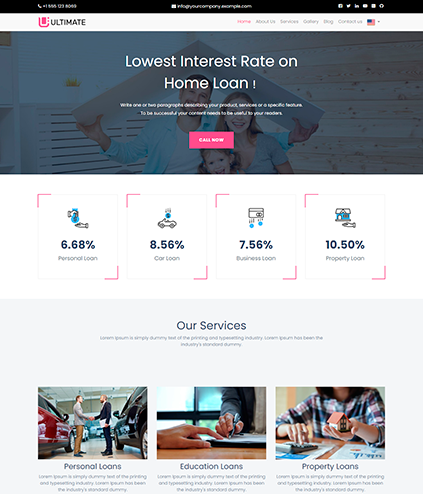 +1 555 123 8069
info@yourcompany.example.com
ULTIMATE
Home About Us Services Gallery Blog Contact us
Lowest Interest Rate on
Home Loan !
Write one or two paragraphs describing your product, services or a specific feature.
To be successful your content needs to be useful to your readers.
CALL NOW
6.68% 8.56% 7.56% 10.50%
Personal Loan Car Loan Business Loan Property Loan
Our Services
Lorem Ipsum is simply dummy text of the printing and typesetting industry. Lorem Ipsum has been the
industry's standard dummy.
Personal Loans
Lorem Ipsum is simply dummy text of the printing
and typesetting industry. Lorem Ipsum has been
the industry's standard dummy.
Education Loans
Lorem Ipsum is simply dummy text of the printing
and typesetting industry. Lorem Ipsum has been
the industry's standard dummy.
Property Loans
Lorem Ipsum is simply dummy text of the printing
and typesetting industry. Lorem Ipsum has been
the industry's standard dummy.